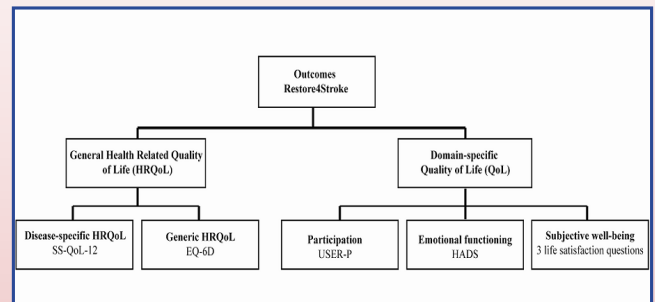 Outcomes
Restore4Stroke
General Health Related Quality
of Life (HRQoL)
Domain-specific
Quality of Life (QoL)
Disease-specific HRQoL
SS-QoL-12
Generic HRQoL
EQ-6D
Participation
USER-P
Emotional functioning
HADS
Subjective well-being
3 life satisfaction questions